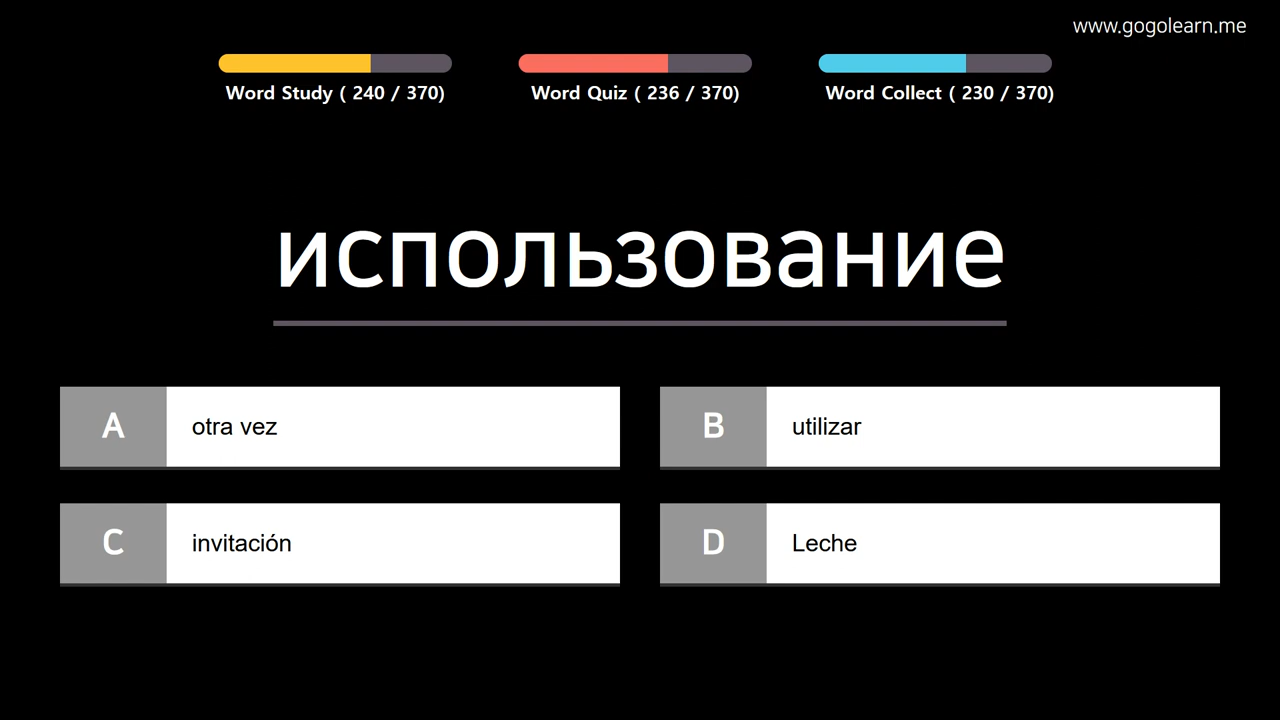 www.gogolearn.me
Word Study ( 240 / 370)
Word Quiz ( 236 / 370)
Word Collect ( 230 / 370)
использование
A otra vez
B utilizar
C invitación
D Leche